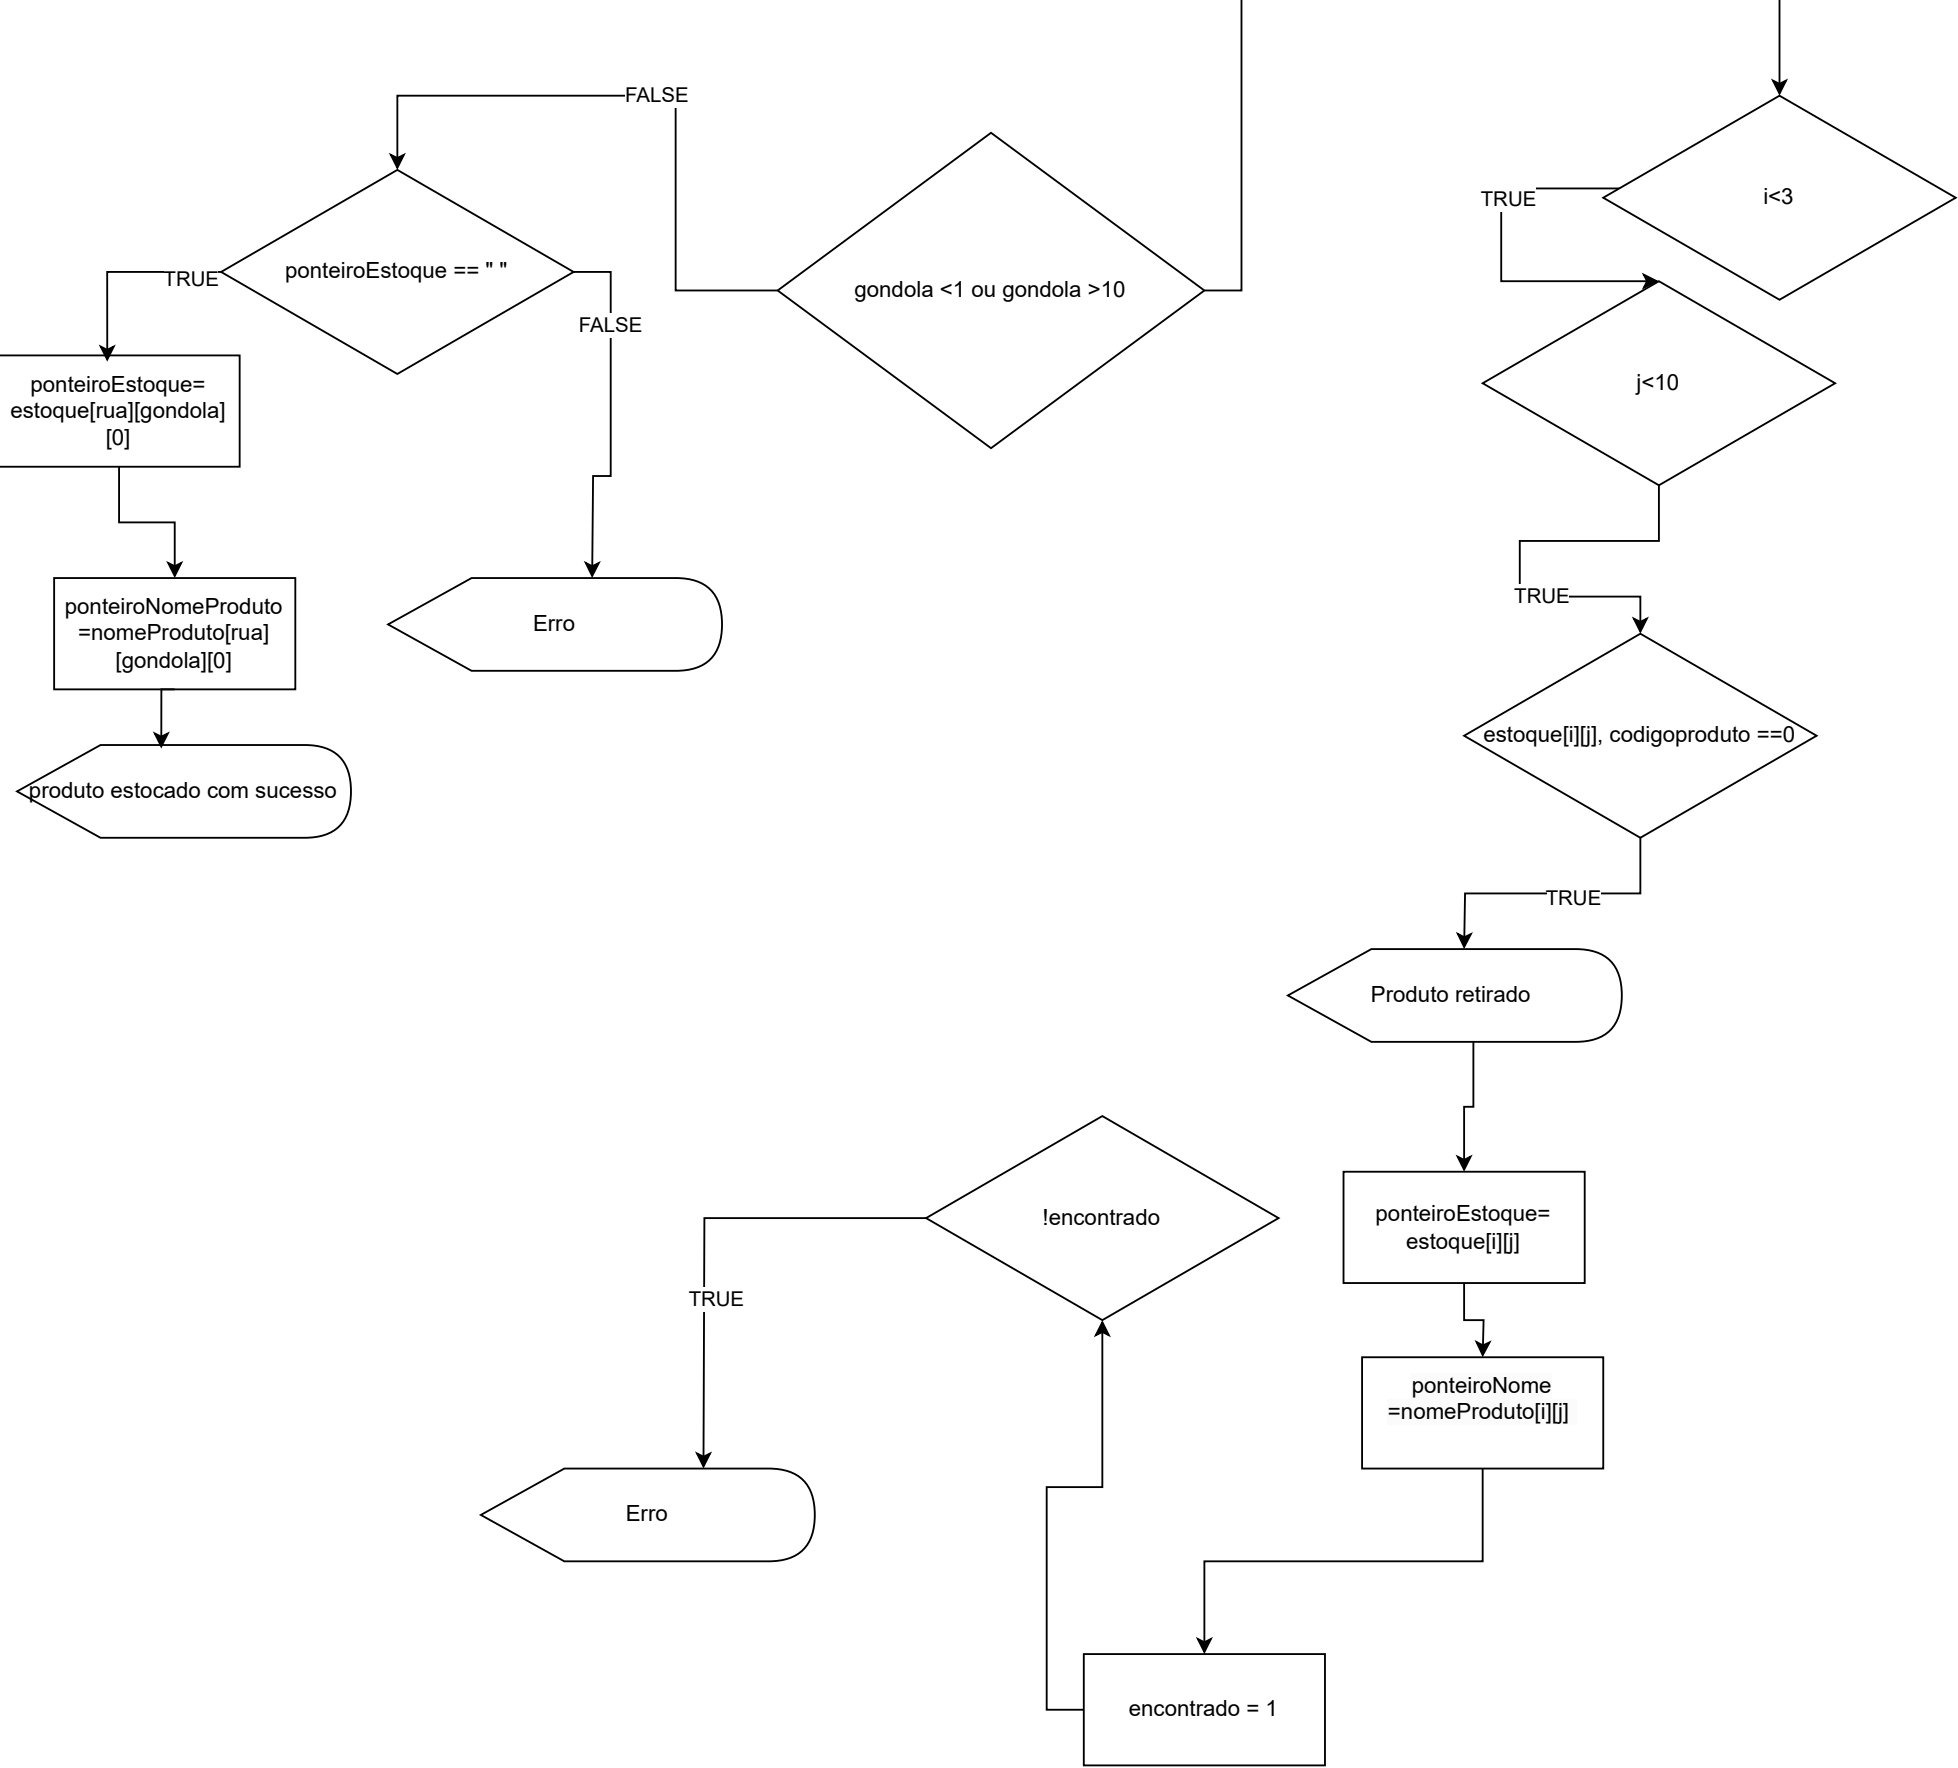 FALSE
ponteiroEstoque == " "
TRUE
FALSE
gondola <1 ou gondola >10
ponteiroEstoque=
estoque[rua][gondola]
[0]
ponteiroNomeProduto
=nomeProduto[rua]
[gondola][0]
Erro
produto estocado com sucesso
i<3
TRUE
j<10
TRUE
estoque[i][j], codigoproduto ==0
TRUE
Produto retirado
ponteiroEstoque=
estoque[i][j]
ponteiroNome
=nomeProduto[i][j]
!encontrado
TRUE
Erro
encontrado = 1